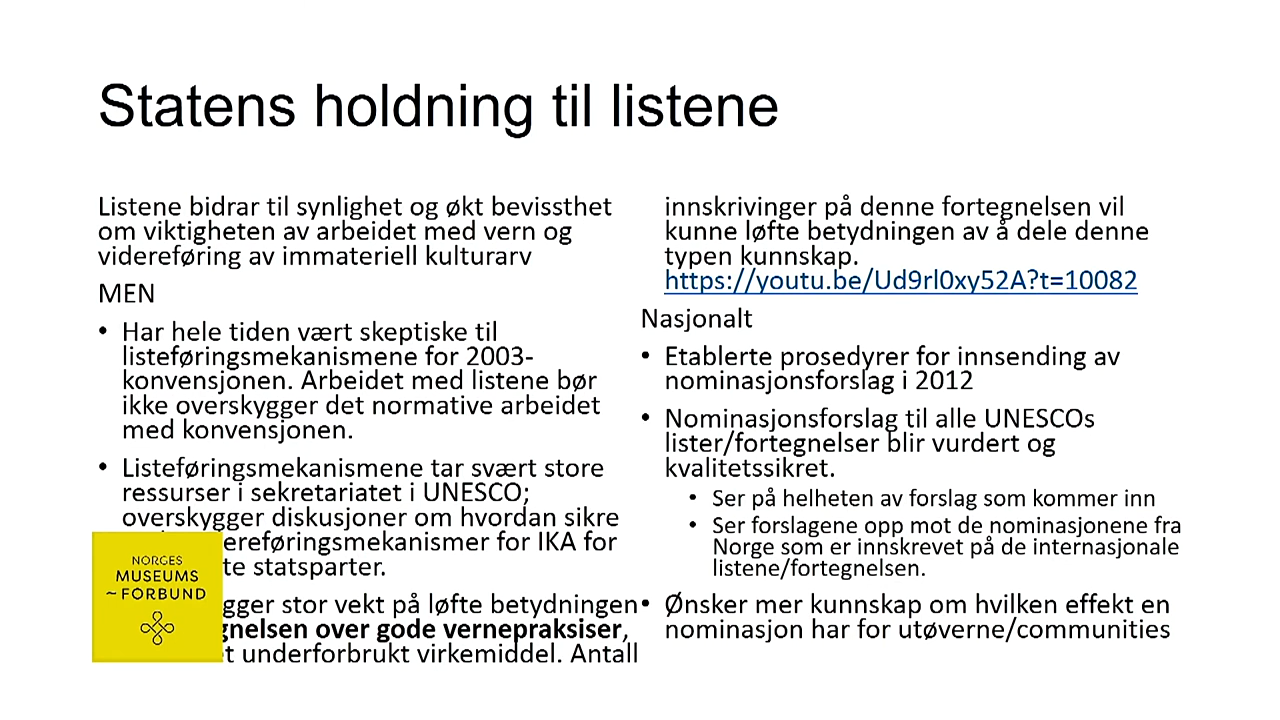 Statens holdning til listene
Listene bidrar til synlighet og økt bevissthet
om viktigheten av arbeidet med vern og
videreføring av immateriell kulturarv
MEN
• Har hele tiden vært skeptiske til
listeføringsmekanismene for 2003-
konvensjonen. Arbeidet med listene bør
ikke overskygger det normative arbeidet
med konvensjonen.
• Listeføringsmekanismene tar svært store
ressurser i sekretariatet i UNESCO;
overskygger diskusjoner om hvordan sikre
ereføringsmekanismer for IKA for
te statsparter.
gger stor vekt på løfte betydningen
gnelsen over gode vernepraksiser,
t underforbrukt virkemiddel. Antall
NORGES
MUSEUMS
~FORBUND
innskrivinger på denne fortegnelsen vil
kunne løfte betydningen av å dele denne
typen kunnskap.
https://youtu.be/Ud9rl0xy52A?t=10082
Nasjonalt
• Etablerte prosedyrer for innsending av
nominasjonsforslag i 2012
• Nominasjonsforslag til alle UNESCOs
lister/fortegnelser blir vurdert og
kvalitetssikret.
• Ser på helheten av forslag som kommer inn
• Ser forslagene opp mot de nominasjonene fra
Norge som er innskrevet på de internasjonale
listene/fortegnelsen.
• Ønsker mer kunnskap om hvilken effekt en
nominasjon har for utøverne/communities